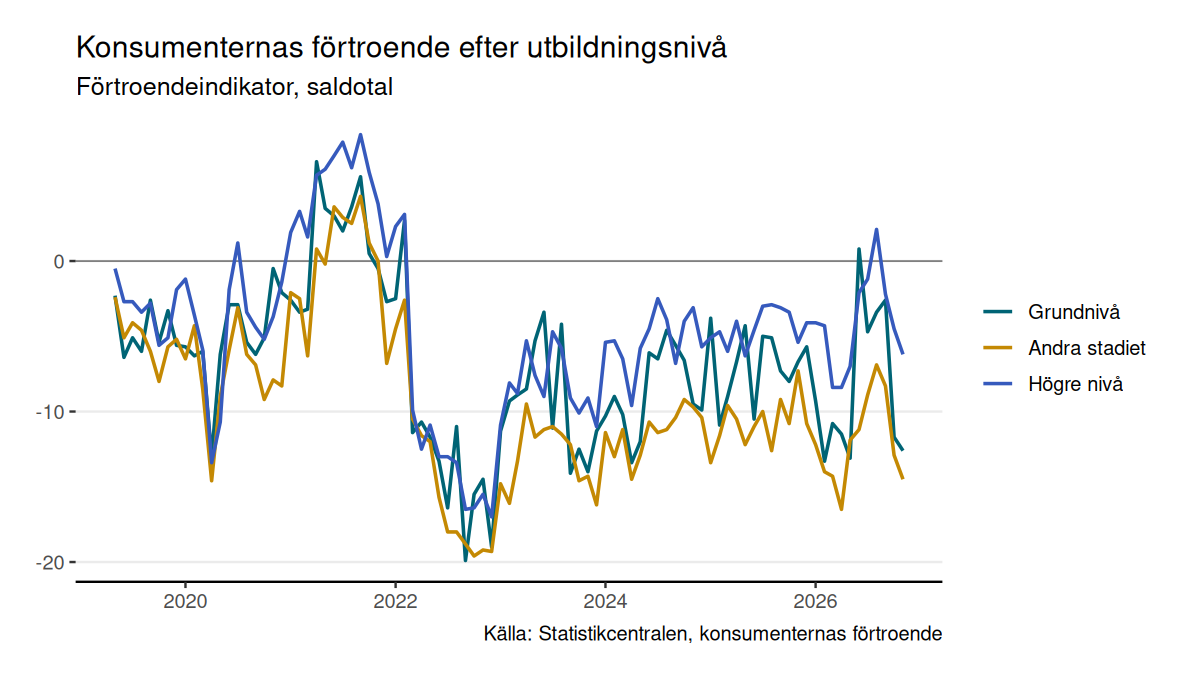 Konsumenternas förtroende efter utbildningsnivå
Förtroendeindikator, saldotal
0
-10
-20
2020 2022 2024 2026
Grundnivå
Andra stadiet
Högre nivå
Källa: Statistikcentralen, konsumenternas förtroende